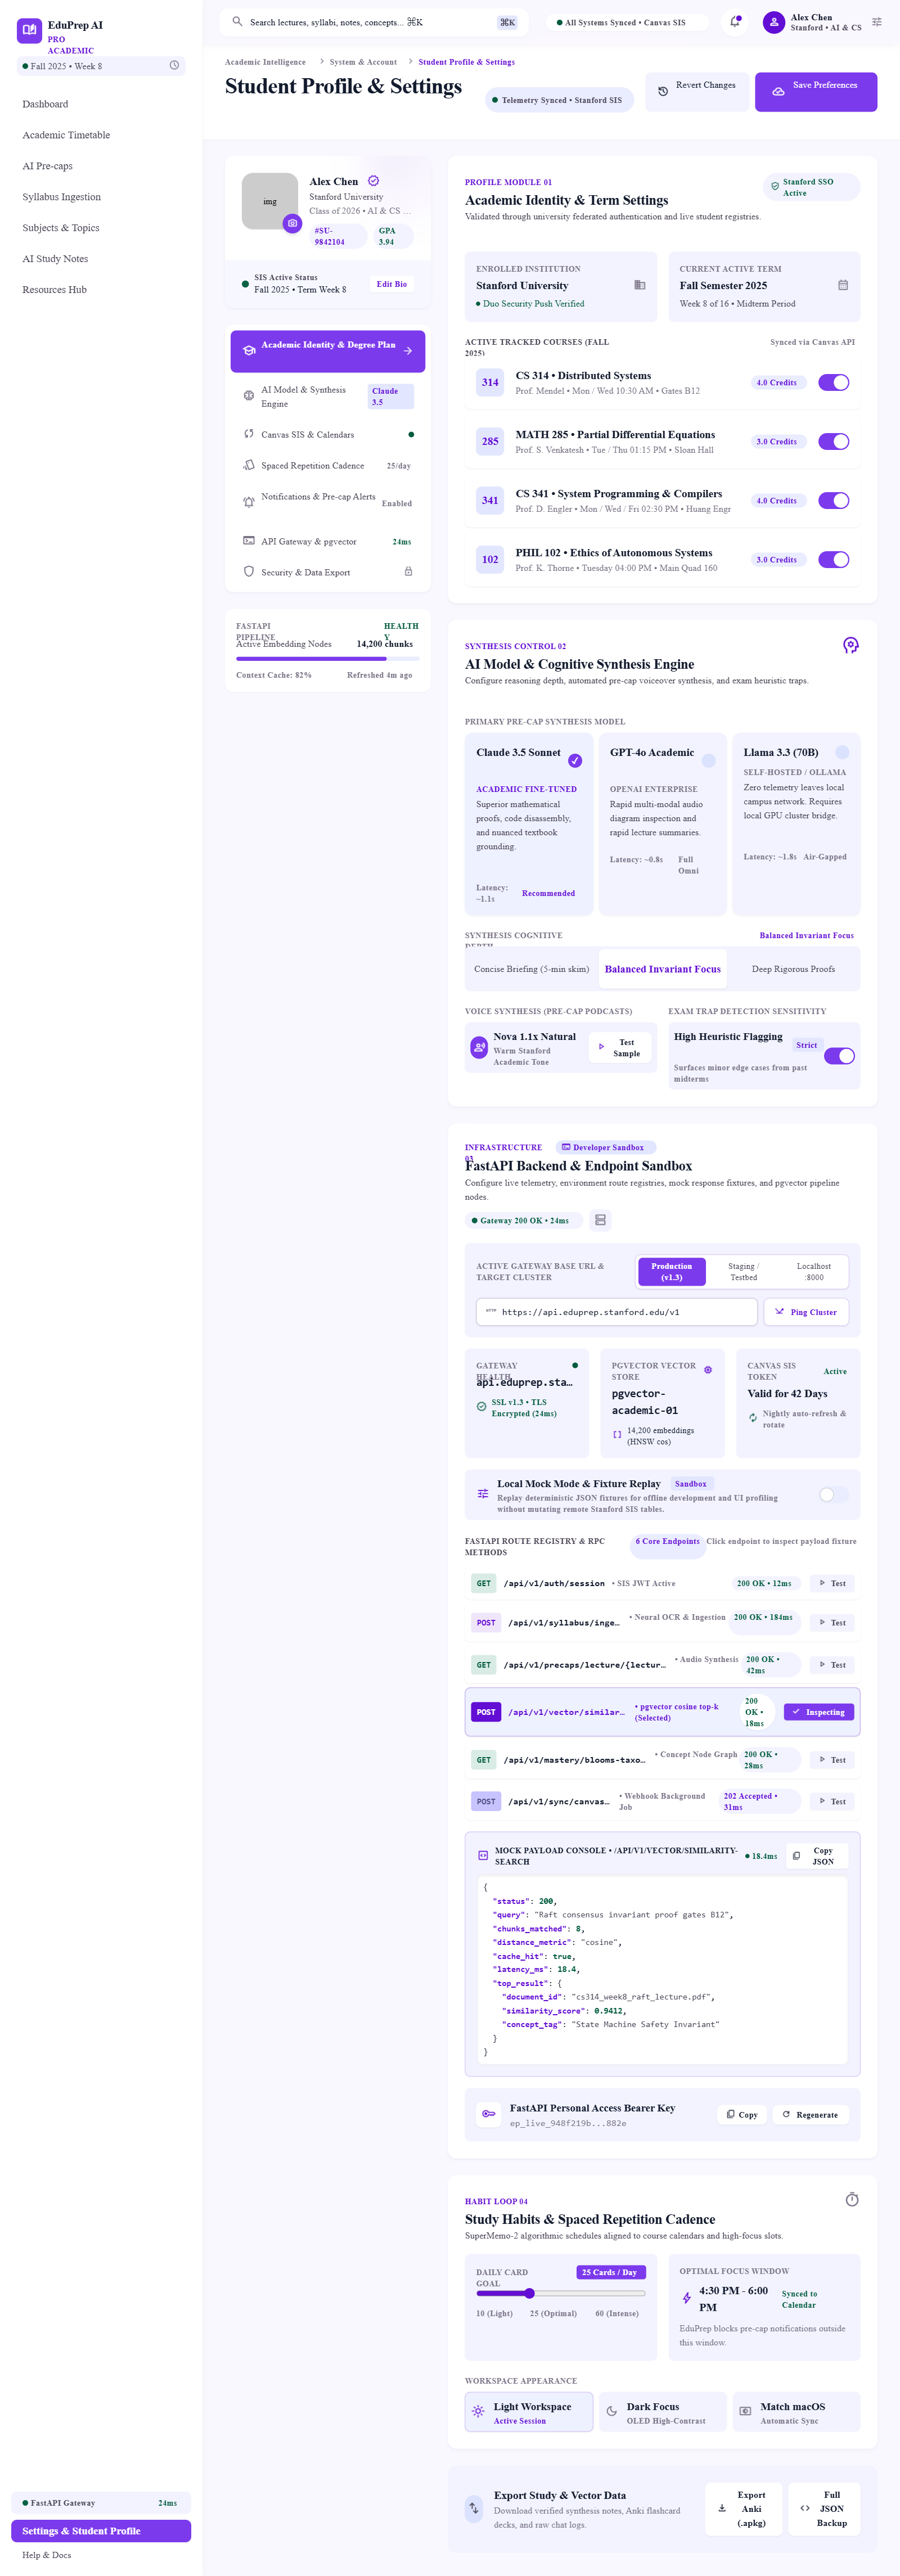 EduPrep AI
PRO
ACADEMIC
Fall 2025 • Week 8
Dashboard
Academic Timetable
AI Pre-caps
Syllabus Ingestion
Subjects & Topics
AI Study Notes
Resources Hub
FastAPI Gateway 24ms
Settings & Student Profile
Help & Docs
Search lectures, syllabi, notes, concepts... ⌘K ⌘K
All Systems Synced • Canvas SIS
Alex Chen
Stanford • AI & CS
Academic Intelligence > System & Account > Student Profile & Settings
Student Profile & Settings
Telemetry Synced • Stanford SIS
Revert Changes
Save Preferences
img
Alex Chen
Stanford University
Class of 2026 • AI & CS ...
#SU-
9842104
GPA
3.94
SIS Active Status
Fall 2025 • Term Week 8
Edit Bio
Academic Identity & Degree Plan
AI Model & Synthesis
Engine
Claude
3.5
Canvas SIS & Calendars
Spaced Repetition Cadence 25/day
Notifications & Pre-cap Alerts
Enabled
API Gateway & pgvector 24ms
Security & Data Export
FASTAPI
PIPELINE
HEALTH
Y
Active Embedding Nodes 14,200 chunks
Context Cache: 82% Refreshed 4m ago
PROFILE MODULE 01
Academic Identity & Term Settings
Validated through university federated authentication and live student registries.
Stanford SSO
Active
ENROLLED INSTITUTION
Stanford University
Duo Security Push Verified
CURRENT ACTIVE TERM
Fall Semester 2025
Week 8 of 16 • Midterm Period
ACTIVE TRACKED COURSES (FALL
2025)
Synced via Canvas API
314
CS 314 • Distributed Systems
Prof. Mendel • Mon / Wed 10:30 AM • Gates B12
4.0 Credits
285
MATH 285 • Partial Differential Equations
Prof. S. Venkatesh • Tue / Thu 01:15 PM • Sloan Hall
3.0 Credits
341
CS 341 • System Programming & Compilers
Prof. D. Engler • Mon / Wed / Fri 02:30 PM • Huang Engr
4.0 Credits
102
PHIL 102 • Ethics of Autonomous Systems
Prof. K. Thorne • Tuesday 04:00 PM • Main Quad 160
3.0 Credits
SYNTHESIS CONTROL 02
AI Model & Cognitive Synthesis Engine
Configure reasoning depth, automated pre-cap voiceover synthesis, and exam heuristic traps.
PRIMARY PRE-CAP SYNTHESIS MODEL
Claude 3.5 Sonnet
ACADEMIC FINE-TUNED
Superior mathematical
proofs, code disassembly,
and nuanced textbook
grounding.
Latency:
~1.1s
Recommended
GPT-4o Academic
OPENAI ENTERPRISE
Rapid multi-modal audio
diagram inspection and
rapid lecture summaries.
Latency: ~0.8s
Full
Omni
Llama 3.3 (70B)
SELF-HOSTED / OLLAMA
Zero telemetry leaves local
campus network. Requires
local GPU cluster bridge.
Latency: ~1.8s Air-Gapped
SYNTHESIS COGNITIVE
DEPTH
Balanced Invariant Focus
Concise Briefing (5-min skim) Balanced Invariant Focus Deep Rigorous Proofs
VOICE SYNTHESIS (PRE-CAP PODCASTS)
Nova 1.1x Natural
Warm Stanford
Academic Tone
Test
Sample
EXAM TRAP DETECTION SENSITIVITY
High Heuristic Flagging
Strict
Surfaces minor edge cases from past
midterms
INFRASTRUCTURE
03
Developer Sandbox
FastAPI Backend & Endpoint Sandbox
Configure live telemetry, environment route registries, mock response fixtures, and pgvector pipeline
nodes.
Gateway 200 OK • 24ms
ACTIVE GATEWAY BASE URL &
TARGET CLUSTER
Production
(v1.3)
Staging /
Testbed
Localhost
:8000
https://api.eduprep.stanford.edu/v1
Ping Cluster
GATEWAY
HEALTH
api.eduprep.sta…
SSL v1.3 • TLS
Encrypted (24ms)
PGVECTOR VECTOR
STORE
pgvector-
academic-01
14,200 embeddings
(HNSW cos)
CANVAS SIS
TOKEN
Active
Valid for 42 Days
Nightly auto-refresh &
rotate
Local Mock Mode & Fixture Replay Sandbox
Replay deterministic JSON fixtures for offline development and UI profiling
without mutating remote Stanford SIS tables.
FASTAPI ROUTE REGISTRY & RPC
METHODS
6 Core Endpoints
Click endpoint to inspect payload fixture
GET /api/v1/auth/session • SIS JWT Active 200 OK • 12ms Test
POST /api/v1/syllabus/inge… • Neural OCR & Ingestion 200 OK • 184ms Test
GET /api/v1/precaps/lecture/{lectur… • Audio Synthesis 200 OK •
42ms
Test
POST /api/v1/vector/similar… • pgvector cosine top-k
(Selected)
200
OK •
18ms
Inspecting
GET /api/v1/mastery/blooms-taxo… • Concept Node Graph 200 OK •
28ms
Test
POST /api/v1/sync/canvas… • Webhook Background
Job
202 Accepted •
31ms
Test
MOCK PAYLOAD CONSOLE • /API/V1/VECTOR/SIMILARITY-
SEARCH
18.4ms
Copy
JSON
{
"status": 200,
"query": "Raft consensus invariant proof gates B12",
"chunks_matched": 8,
"distance_metric": "cosine",
"cache_hit": true,
"latency_ms": 18.4,
"top_result": {
"document_id": "cs314_week8_raft_lecture.pdf",
"similarity_score": 0.9412,
"concept_tag": "State Machine Safety Invariant"
}
}
FastAPI Personal Access Bearer Key
ep_live_948f219b...882e
Copy
Regenerate
HABIT LOOP 04
Study Habits & Spaced Repetition Cadence
SuperMemo-2 algorithmic schedules aligned to course calendars and high-focus slots.
DAILY CARD
GOAL
25 Cards / Day
10 (Light) 25 (Optimal) 60 (Intense)
OPTIMAL FOCUS WINDOW
4:30 PM - 6:00
PM
Synced to
Calendar
EduPrep blocks pre-cap notifications outside
this window.
WORKSPACE APPEARANCE
Light Workspace
Active Session
Dark Focus
OLED High-Contrast
Match macOS
Automatic Sync
Export Study & Vector Data
Download verified synthesis notes, Anki flashcard
decks, and raw chat logs.
Export
Anki
(.apkg)
Full
JSON
Backup